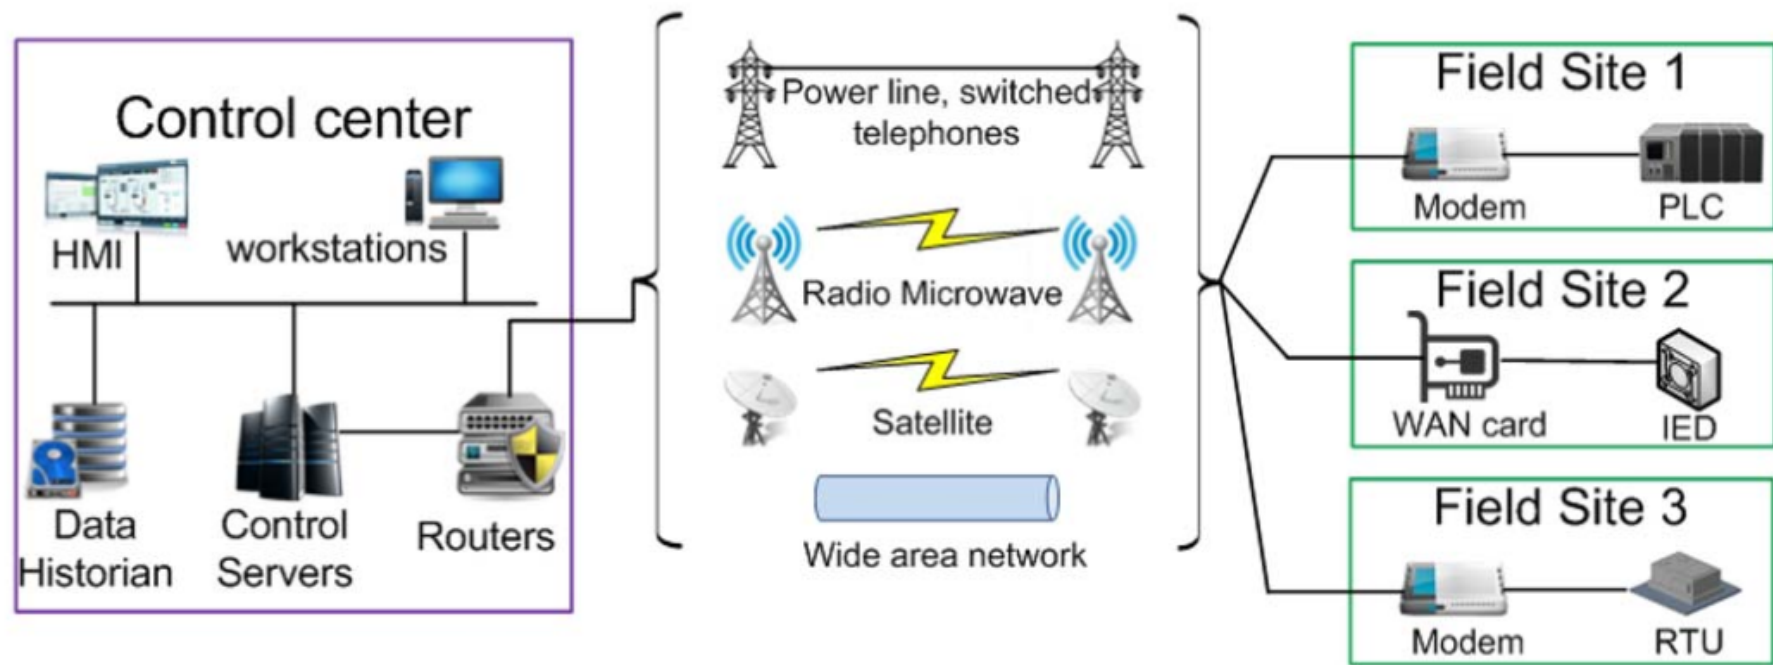 Control center
HMI
workstations
Data
Historian
Control
Servers
Routers
Power line, switched
telephones
Radio Microwave
Satellite
Wide area network
Field Site 1
Modem
PLC
Field Site 2
WAN card
IED
Field Site 3
Modem
RTU